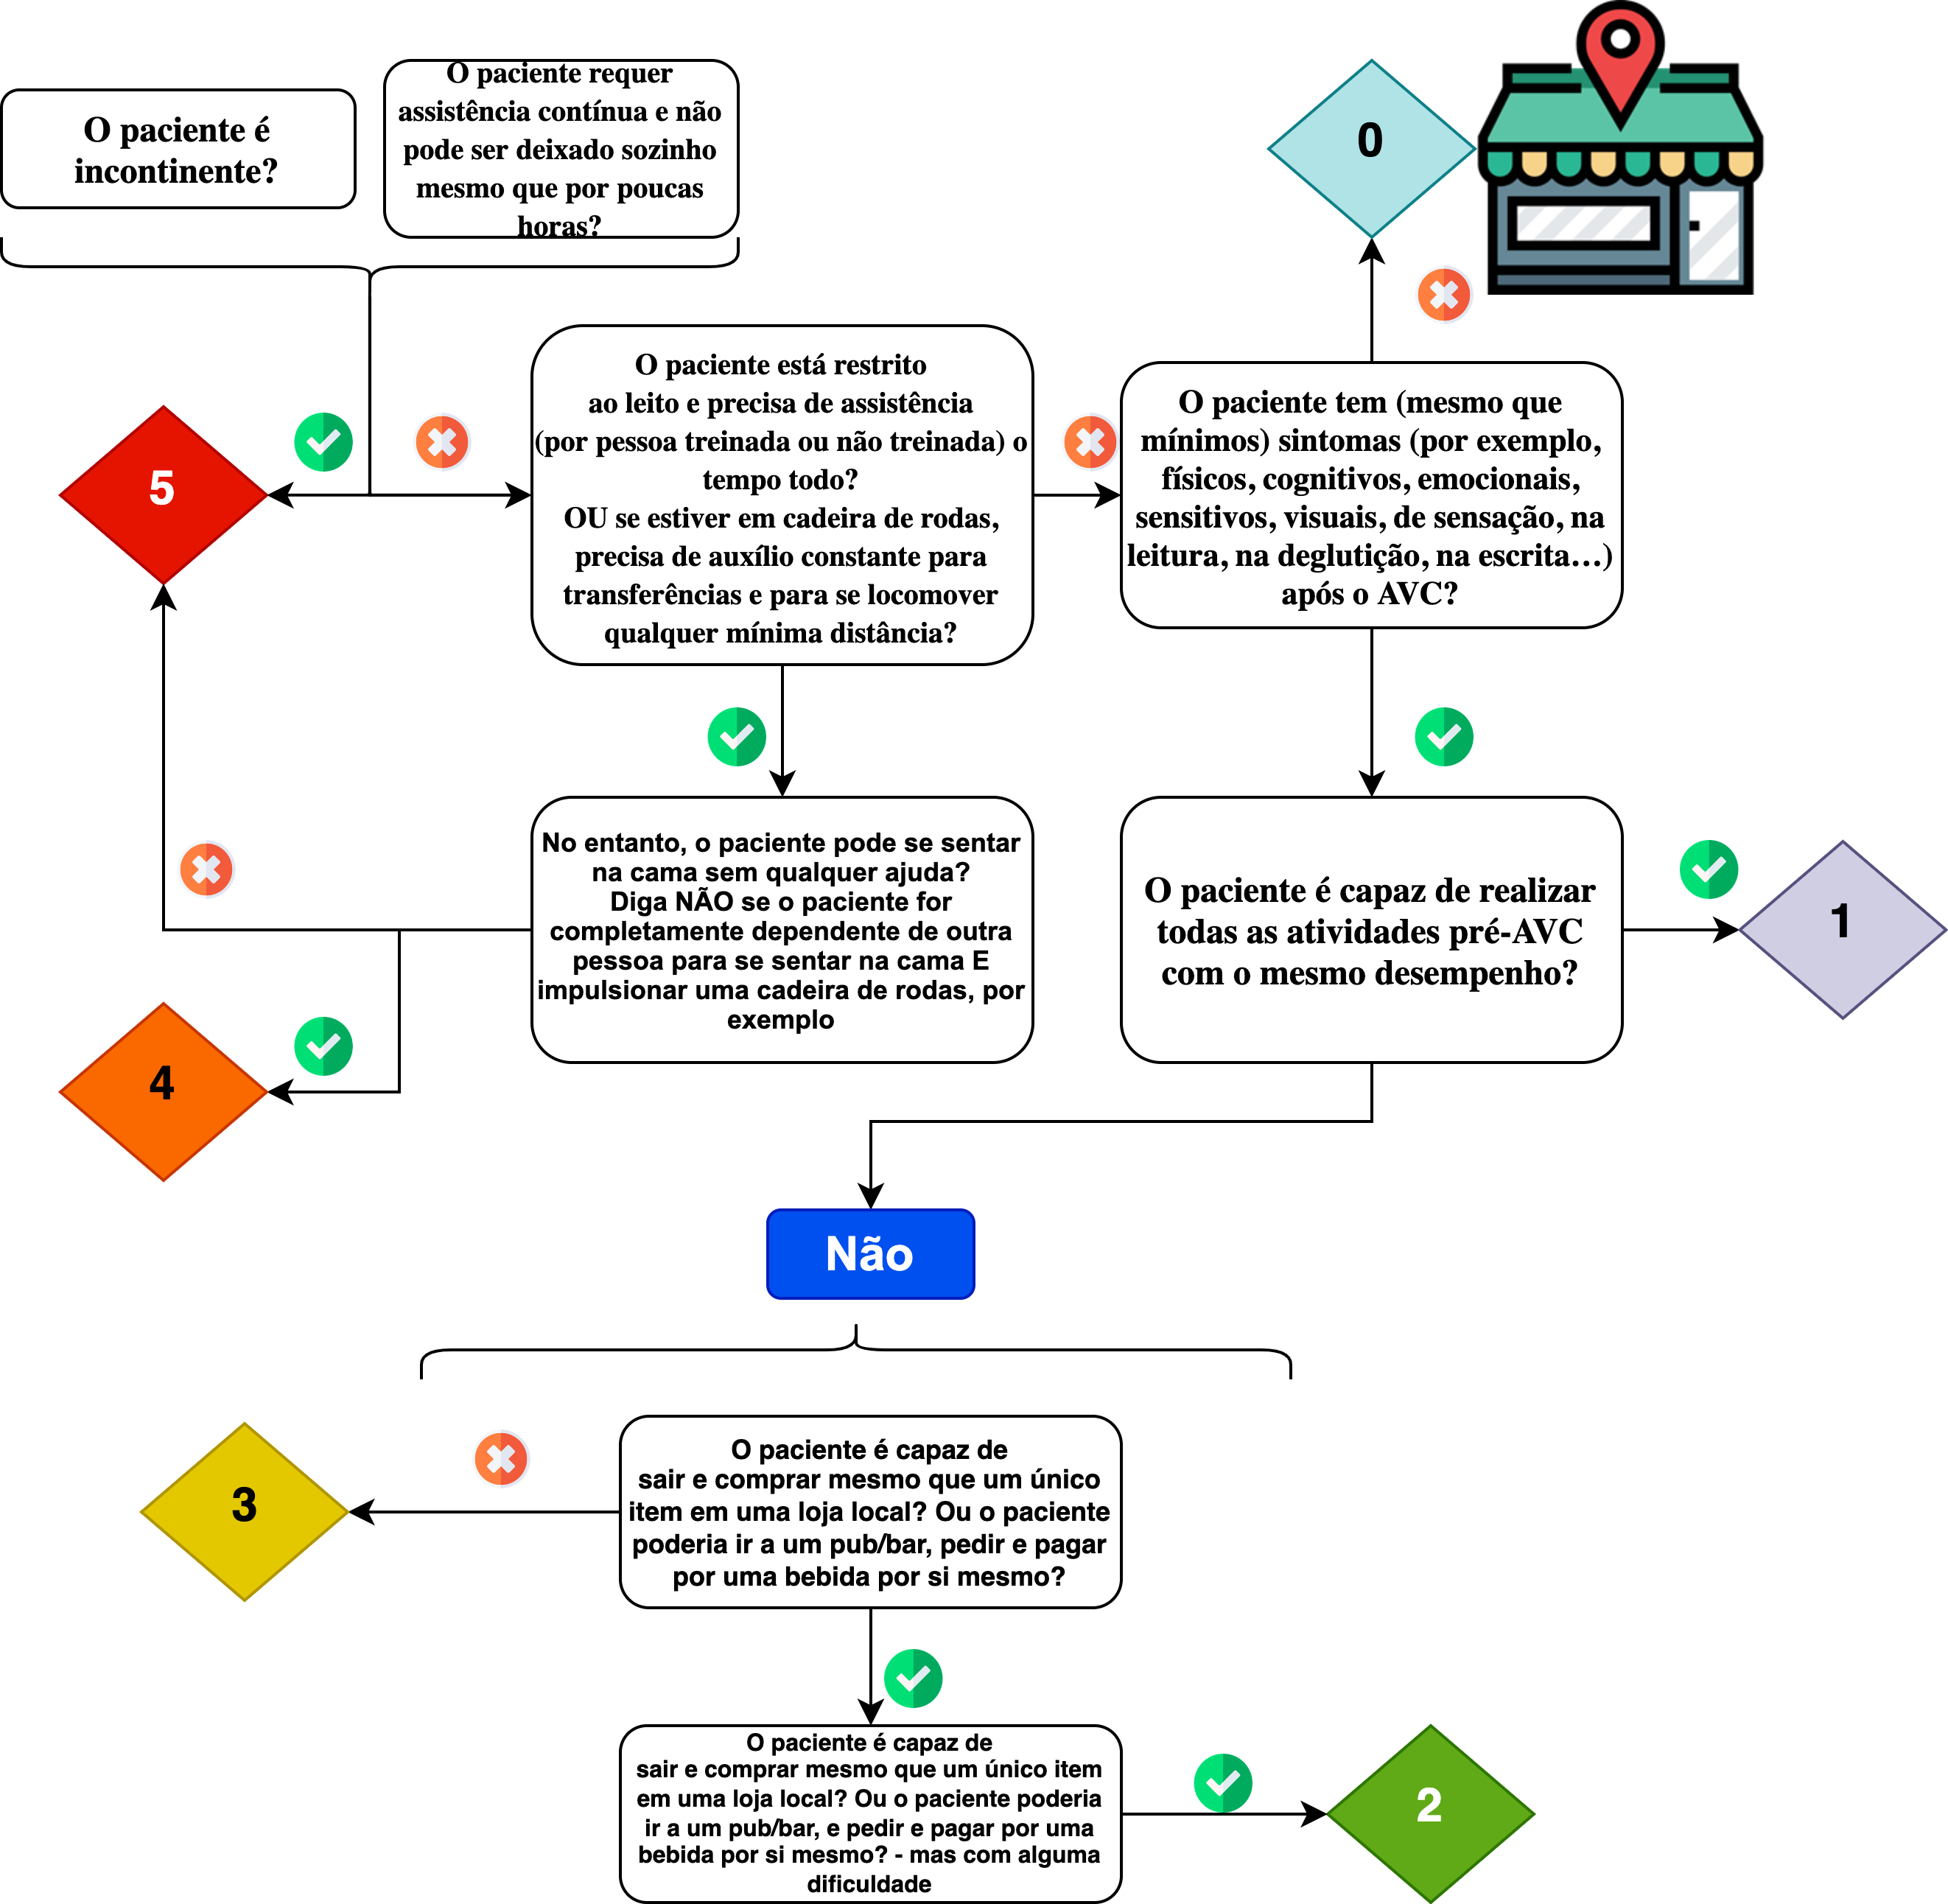 O paciente é
incontinente?
O paciente requer
assistência contínua e não
pode ser deixado sozinho
mesmo que por poucas
horas?
0
5
O paciente está restrito
ao leito e precisa de assistência
(por pessoa treinada ou não treinada) o
tempo todo?
OU se estiver em cadeira de rodas,
precisa de auxílio constante para
transferências e para se locomover
qualquer mínima distância?
O paciente tem (mesmo que
mínimos) sintomas (por exemplo,
físicos, cognitivos, emocionais,
sensitivos, visuais, de sensação, na
leitura, na deglutição, na escrita...)
após o AVC?
No entanto, o paciente pode se sentar
na cama sem qualquer ajuda?
Diga NÃO se o paciente for
completamente dependente de outra
pessoa para se sentar na cama E
impulsionar uma cadeira de rodas, por
exemplo
O paciente é capaz de realizar
todas as atividades pré-AVC
com o mesmo desempenho?
1
4
Não
3
O paciente é capaz de
sair e comprar mesmo que um único
item em uma loja local? Ou o paciente
poderia ir a um pub/bar, pedir e pagar
por uma bebida por si mesmo?
O paciente é capaz de
sair e comprar mesmo que um único item
em uma loja local? Ou o paciente poderia
ir a um pub/bar, e pedir e pagar por uma
bebida por si mesmo? - mas com alguma
dificuldade
2